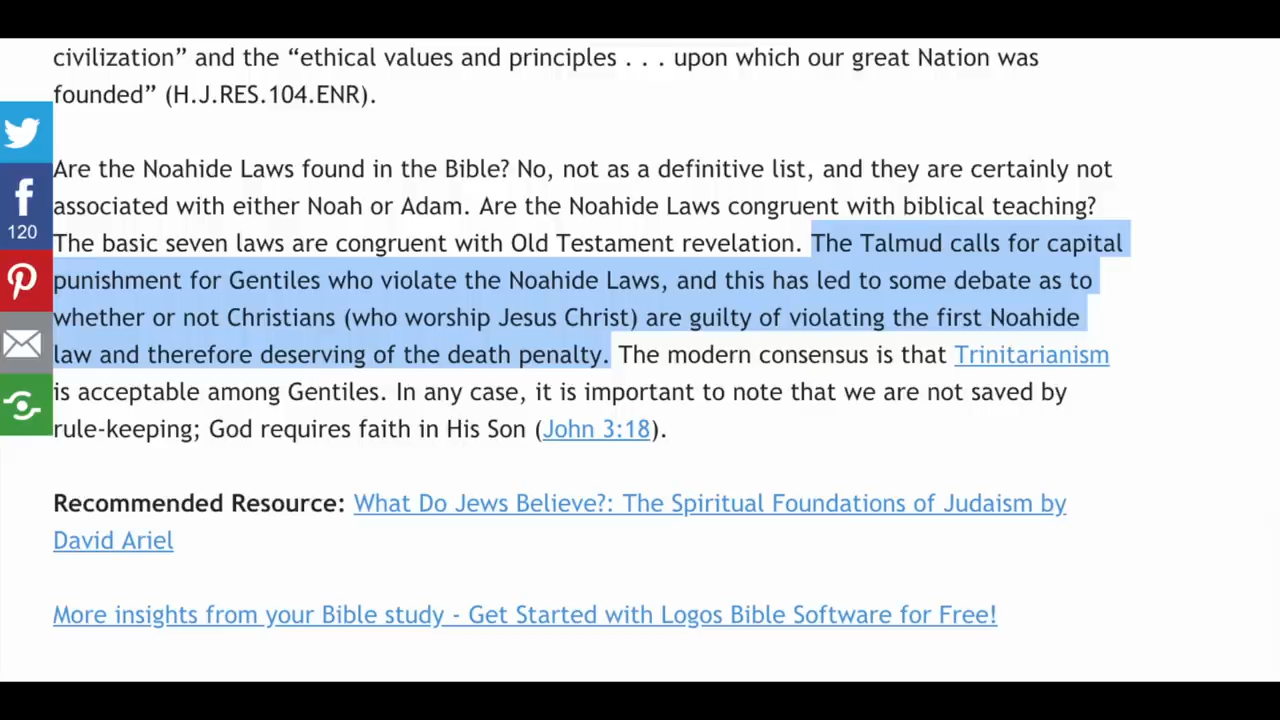 civilization” and the “ethical values and principles . . . upon which our great Nation was
founded” (H.J.RES.104.ENR).
Are the Noahide Laws found in the Bible? No, not as a definitive list, and they are certainly not
associated with either Noah or Adam. Are the Noahide Laws congruent with biblical teaching?
The basic seven laws are congruent with Old Testament revelation. The Talmud calls for capital
punishment for Gentiles who violate the Noahide Laws, and this has led to some debate as to
whether or not Christians (who worship Jesus Christ) are guilty of violating the first Noahide
law and therefore deserving of the death penalty. The modern consensus is that Trinitarianism
is acceptable among Gentiles. In any case, it is important to note that we are not saved by
rule-keeping; God requires faith in His Son (John 3:18).
Recommended Resource: What Do Jews Believe?: The Spiritual Foundations of Judaism by
David Ariel
More insights from your Bible study - Get Started with Logos Bible Software for Free!
120